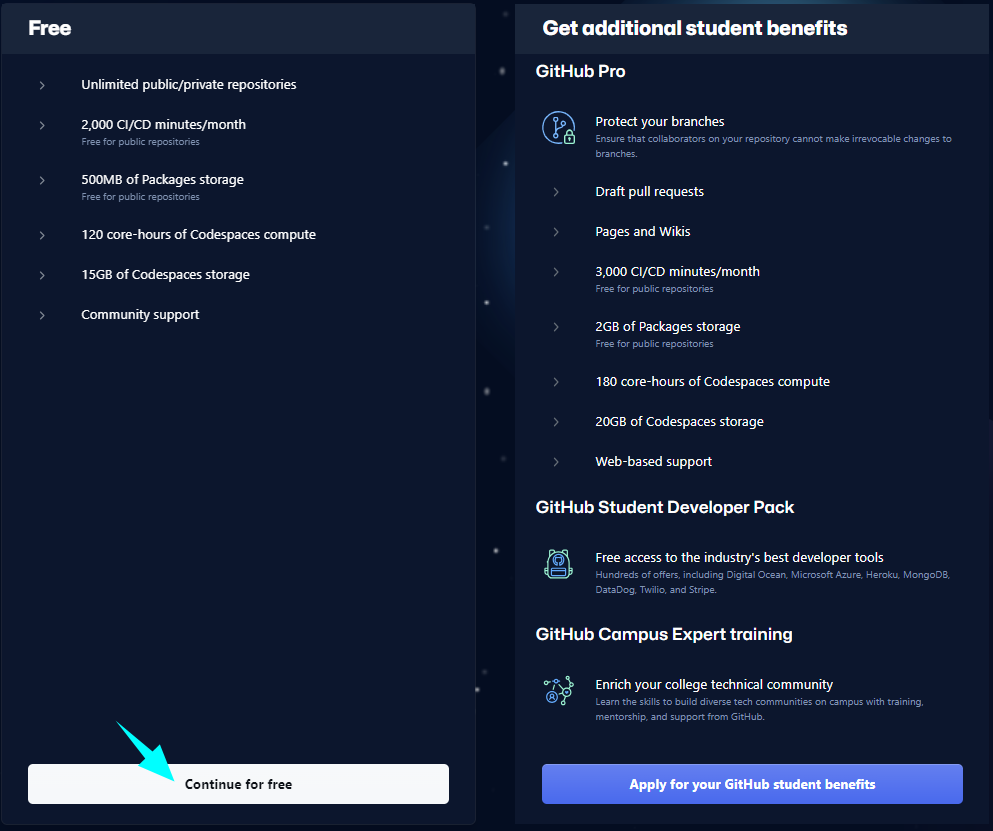 Free
Unlimited public/private repositories
2,000 CI/CD minutes/month
Free for public repositories
500MB of Packages storage
Free for public repositories
120 core-hours of Codespaces compute
15GB of Codespaces storage
Community support
Continue for free
Get additional student benefits
GitHub Pro
Protect your branches
Ensure that collaborators on your repository cannot make irrevocable changes to
branches.
Draft pull requests
Pages and Wikis
3,000 CI/CD minutes/month
Free for public repositories
2GB of Packages storage
Free for public repositories
180 core-hours of Codespaces compute
20GB of Codespaces storage
Web-based support
GitHub Student Developer Pack
Free access to the industry's best developer tools
Hundreds of offers, including Digital Ocean, Microsoft Azure, Heroku, MongoDB,
DataDog, Twilio, and Stripe.
GitHub Campus Expert training
Enrich your college technical community
Learn the skills to build diverse tech communities on campus with training,
mentorship, and support from GitHub.
Apply for your GitHub student benefits